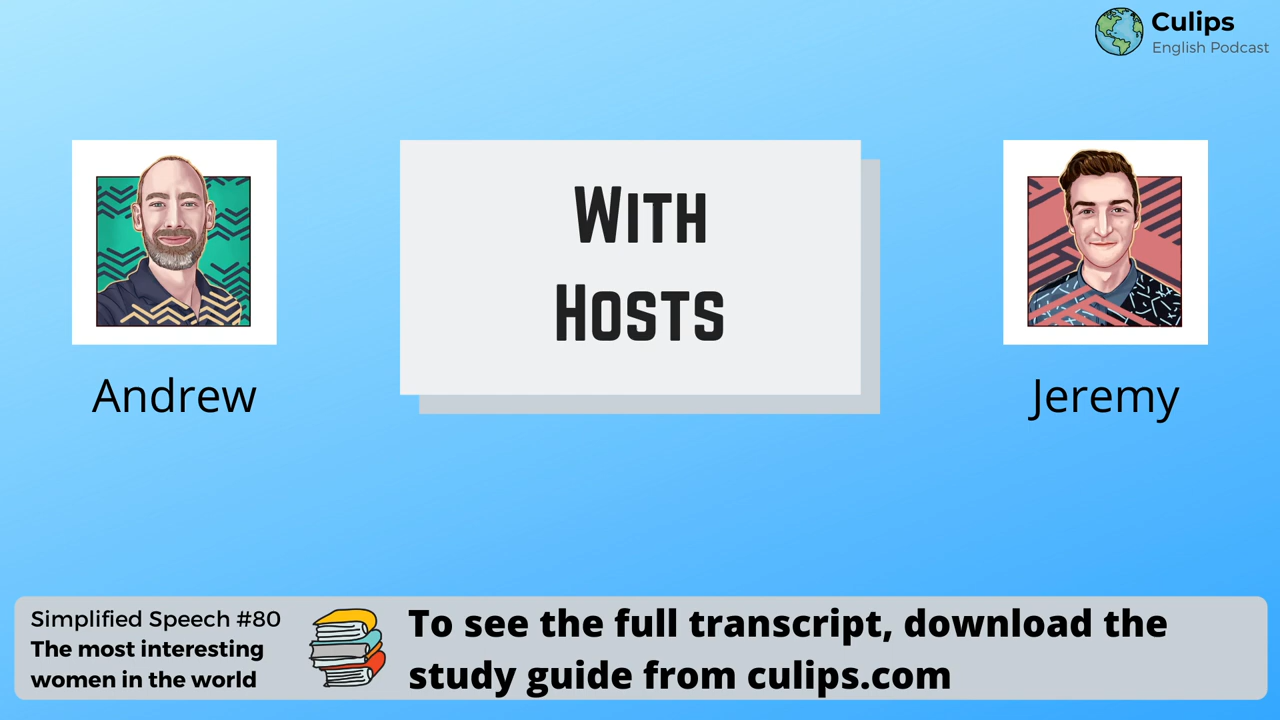 Culips
English Podcast
With
Hosts
Andrew
Jeremy
Simplified Speech #80
The most interesting
women in the world
To see the full transcript, download the
study guide from culips.com